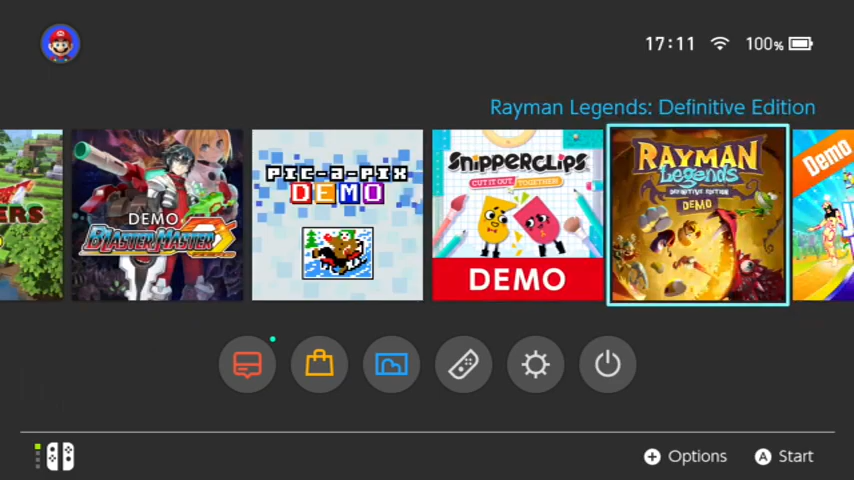 17:11 100%
Rayman Legends: Definitive Edition
ERS
DEMO
BLASTER MASTER
PIC-a-PIX
DEMO
SNIPPERCLIPS
CUT IT OUT, TOGETHER!
DEMO
RAYMAN
Legends
DEFINITIVE EDITION
DEMO
Demo
+ Options
A Start